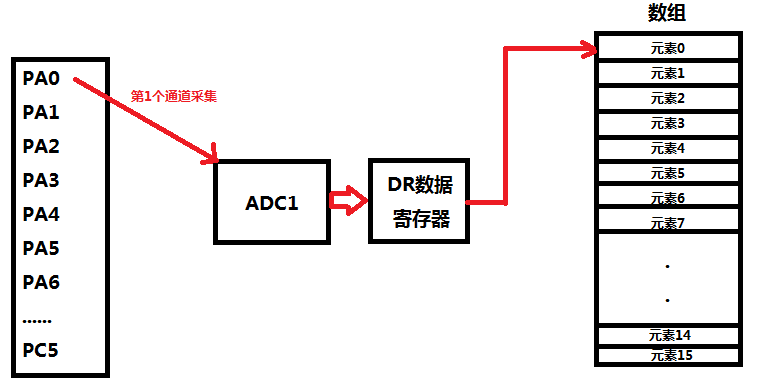 数组
PA0
PA1
PA2
PA3
PA4
PA5
PA6
......
PC5
第1个通道采集
ADC1
DR数据
寄存器
元素0
元素1
元素2
元素3
元素4
元素5
元素6
元素7
.
.
元素14
元素15